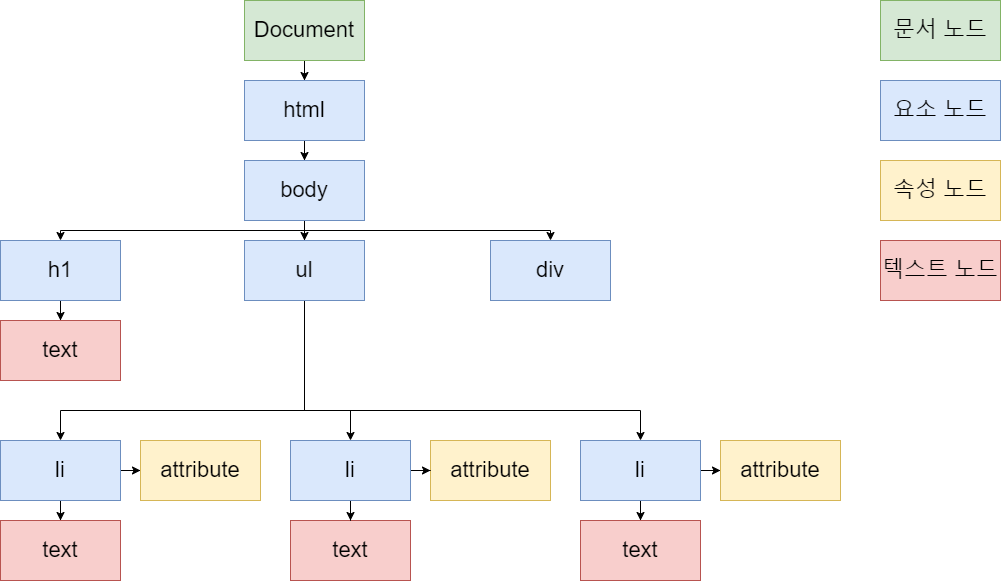 Document
문서 노드
html
요소 노드
body
속성 노드
h1
ul
div
텍스트 노드
text
li
attribute
li
attribute
li
attribute
text
text
text